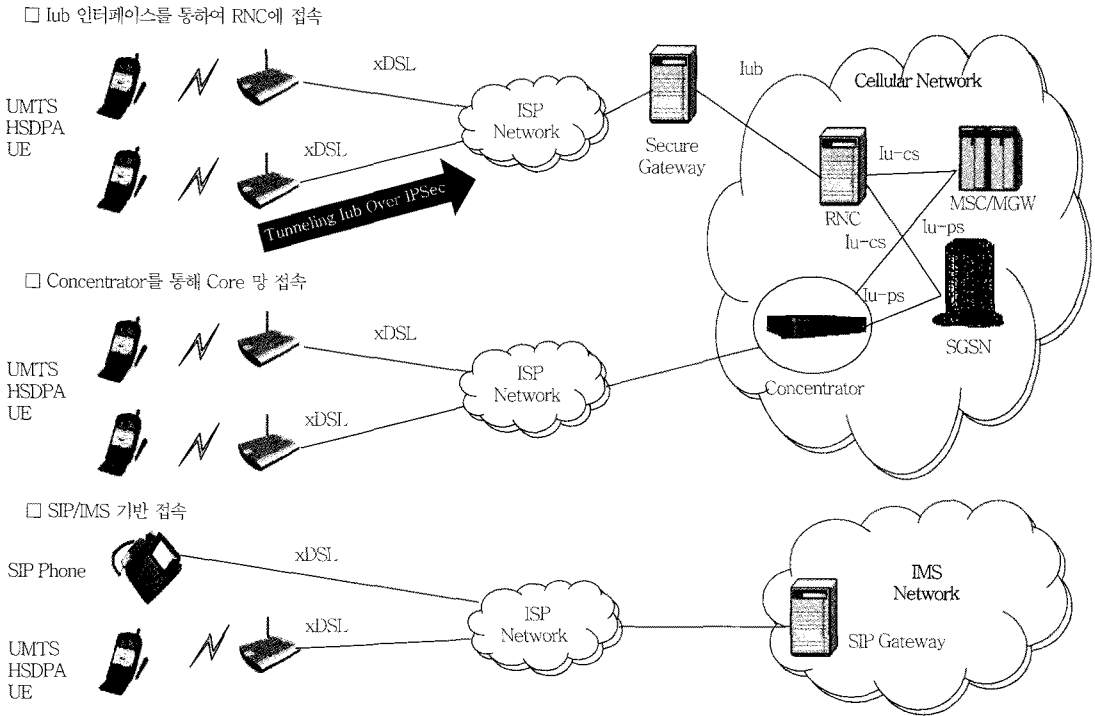 □ Iub 인터페이스를 통하여 RNC에 접속
UMTS
HSDPA
UE
xDSL
xDSL
Tunneling Iub Over IPSec
ISP
Network
Secure
Gateway
Iub
Cellular Network
RNC
Iu-cs
MSC/MGW
Iu-cs
Iu-ps
Iu-ps
SGSN
Concentrator
□ Concentrator를 통해 Core 망 접속
UMTS
HSDPA
UE
xDSL
xDSL
ISP
Network
□ SIP/IMS 기반 접속
SIP Phone
xDSL
UMTS
HSDPA
UE
xDSL
ISP
Network
IMS
Network
SIP Gateway